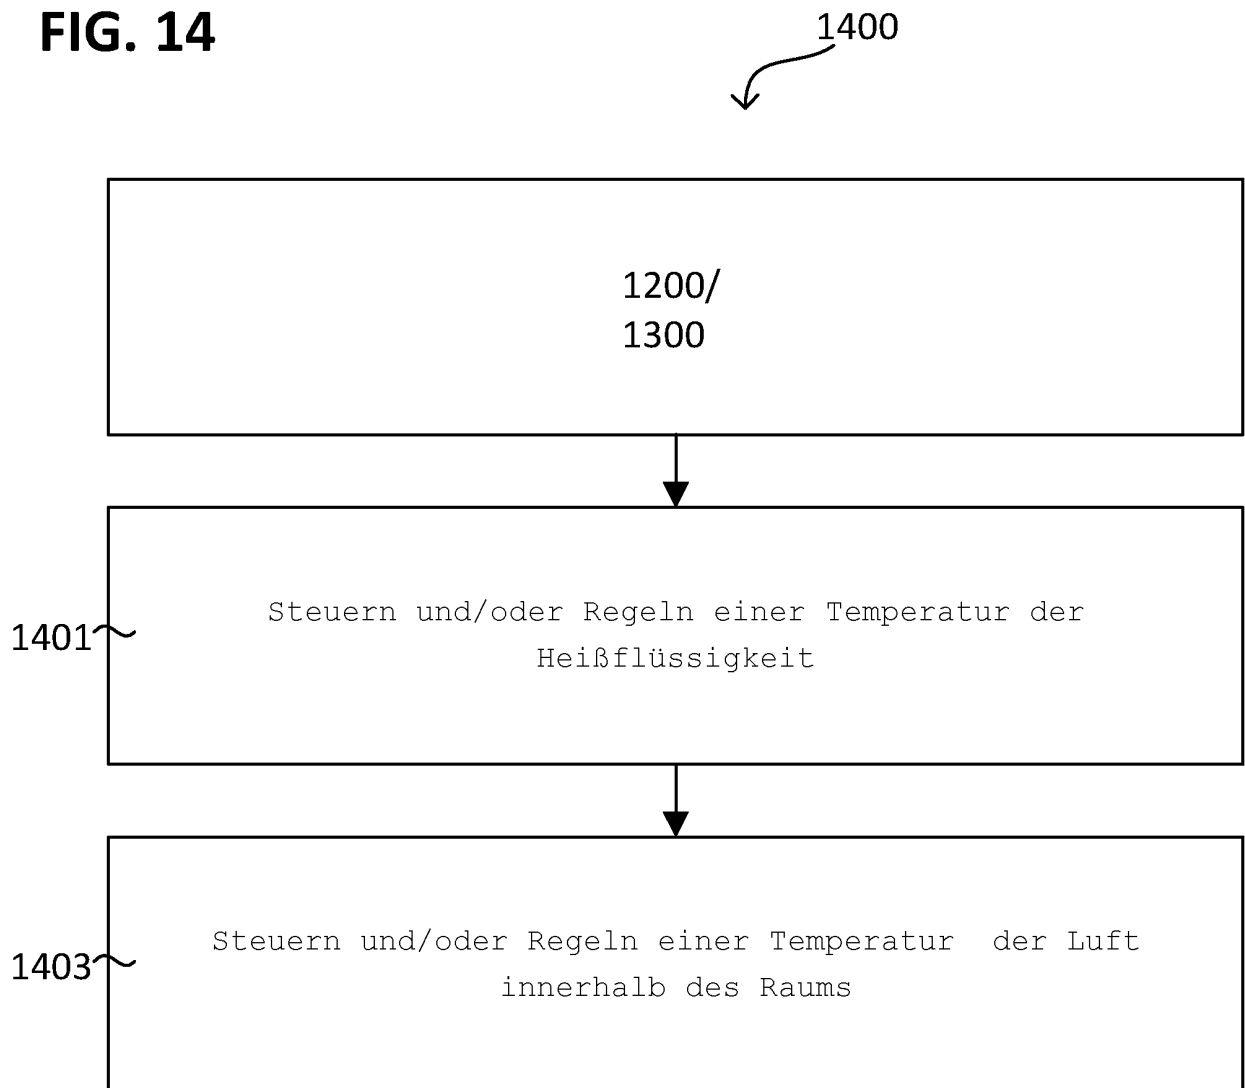 FIG. 14
1400
1200/
1300
1401
Steuern und/oder Regeln einer Temperatur der
Heißflüssigkeit
1403
Steuern und/oder Regeln einer Temperatur  der Luft
innerhalb des Raums